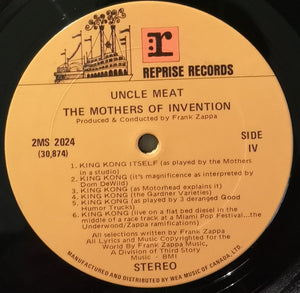 r
REPRISE RECORDS
UNCLE MEAT
THE MOTHERS OF INVENTION
Produced & Conducted by Frank Zappa
2MS 2024
(30,874)
SIDE
IV
1. KING KONG ITSELF (as played by the Mothers
in a studio)
2. KING KONG (it's magnificence as interpreted by
Dom DeWild)
3. KING KONG (as Motorhead explains it)
4. KING KONG (the Gardner Varieties)
5. KING KONG (as played by 3 deranged Good
Humor Trucks)
6. KING KONG (live on a flat bed diesel in the
middle of a race track at a Miami Pop Festival...the
Underwood/Zappa ramifications)
All selections written by Frank Zappa
All Lyrics and Music Copyrighted for the
World By Frank Zappa Music,
A Division of Third Story
Music - BMI
STEREO
MANUFACTURED AND DISTRIBUTED BY WEA MUSIC OF CANADA, LTD.